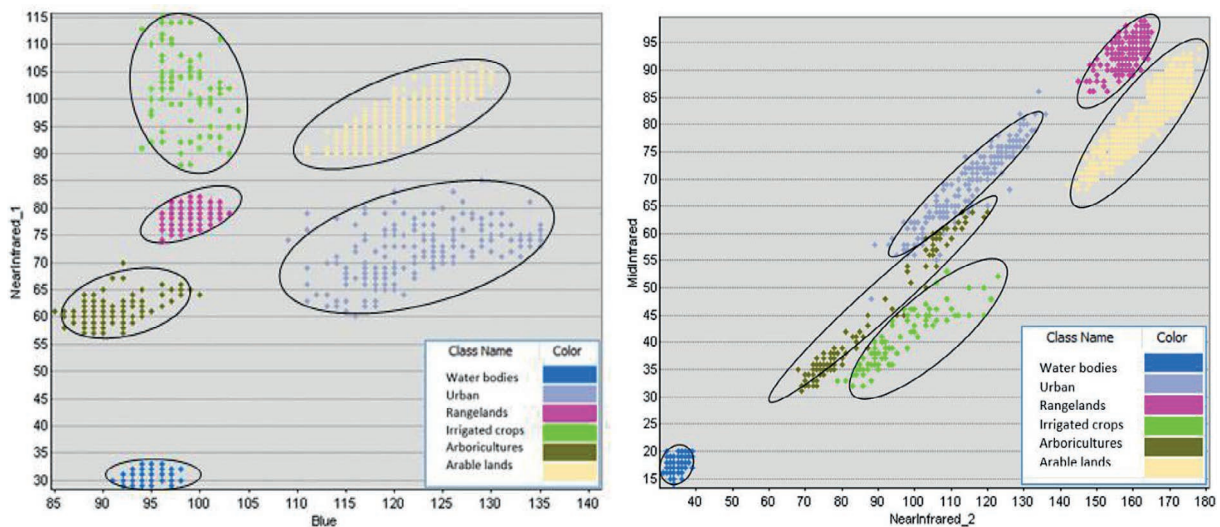 115
110
105
100
95
90
85
80
75
70
65
60
55
50
45
40
35
30
NearInfrared_1
85 90 95 100 105 110 115 120 125 130 135 140
Blue
Class Name Color
Water bodies
Urban
Rangelands
Irrigated crops
Arboricultures
Arable lands
95
90
85
80
75
70
65
60
55
50
45
40
35
30
25
20
15
MidInfrared
40 50 60 70 80 90 100 110 120 130 140 150 160 170 180
NearInfrared_2
Class Name Color
Water bodies
Urban
Rangelands
Irrigated crops
Arboricultures
Arable lands